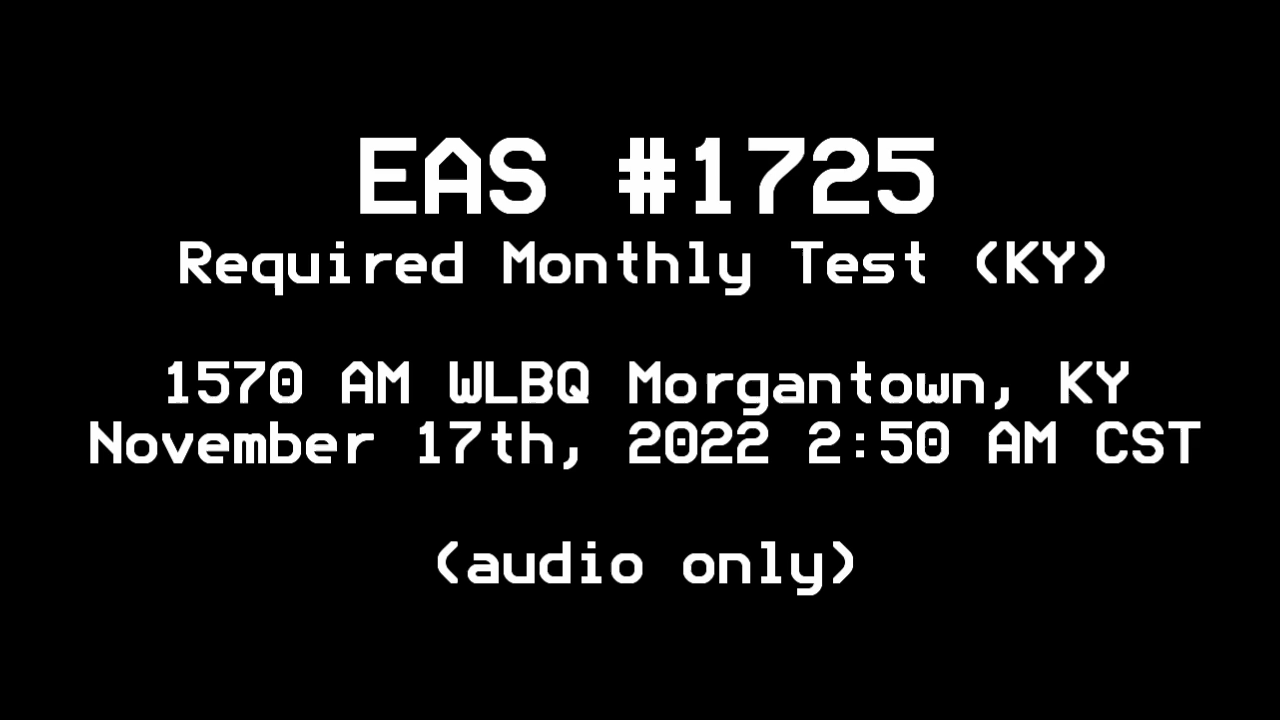 EAS #1725
Required Monthly Test (KY)
1570 AM WLBQ Morgantown, KY
November 17th, 2022 2:50 AM CST
(audio only)